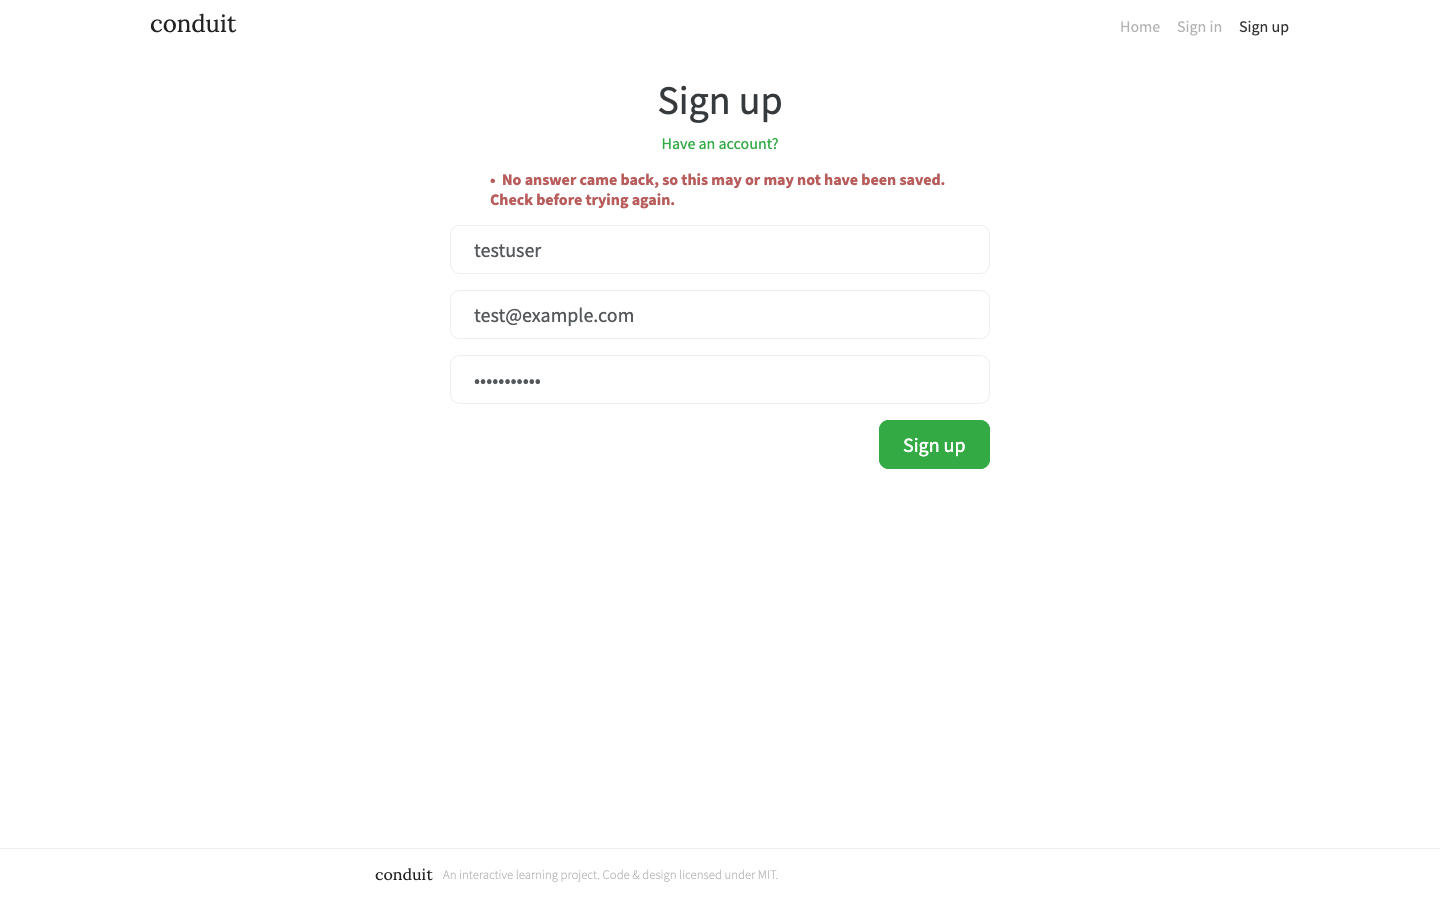 conduit
Home Sign in Sign up
Sign up
Have an account?
• No answer came back, so this may or may not have been saved.
Check before trying again.
testuser
test@example.com
•••••••••••
Sign up
conduit An interactive learning project. Code & design licensed under MIT.